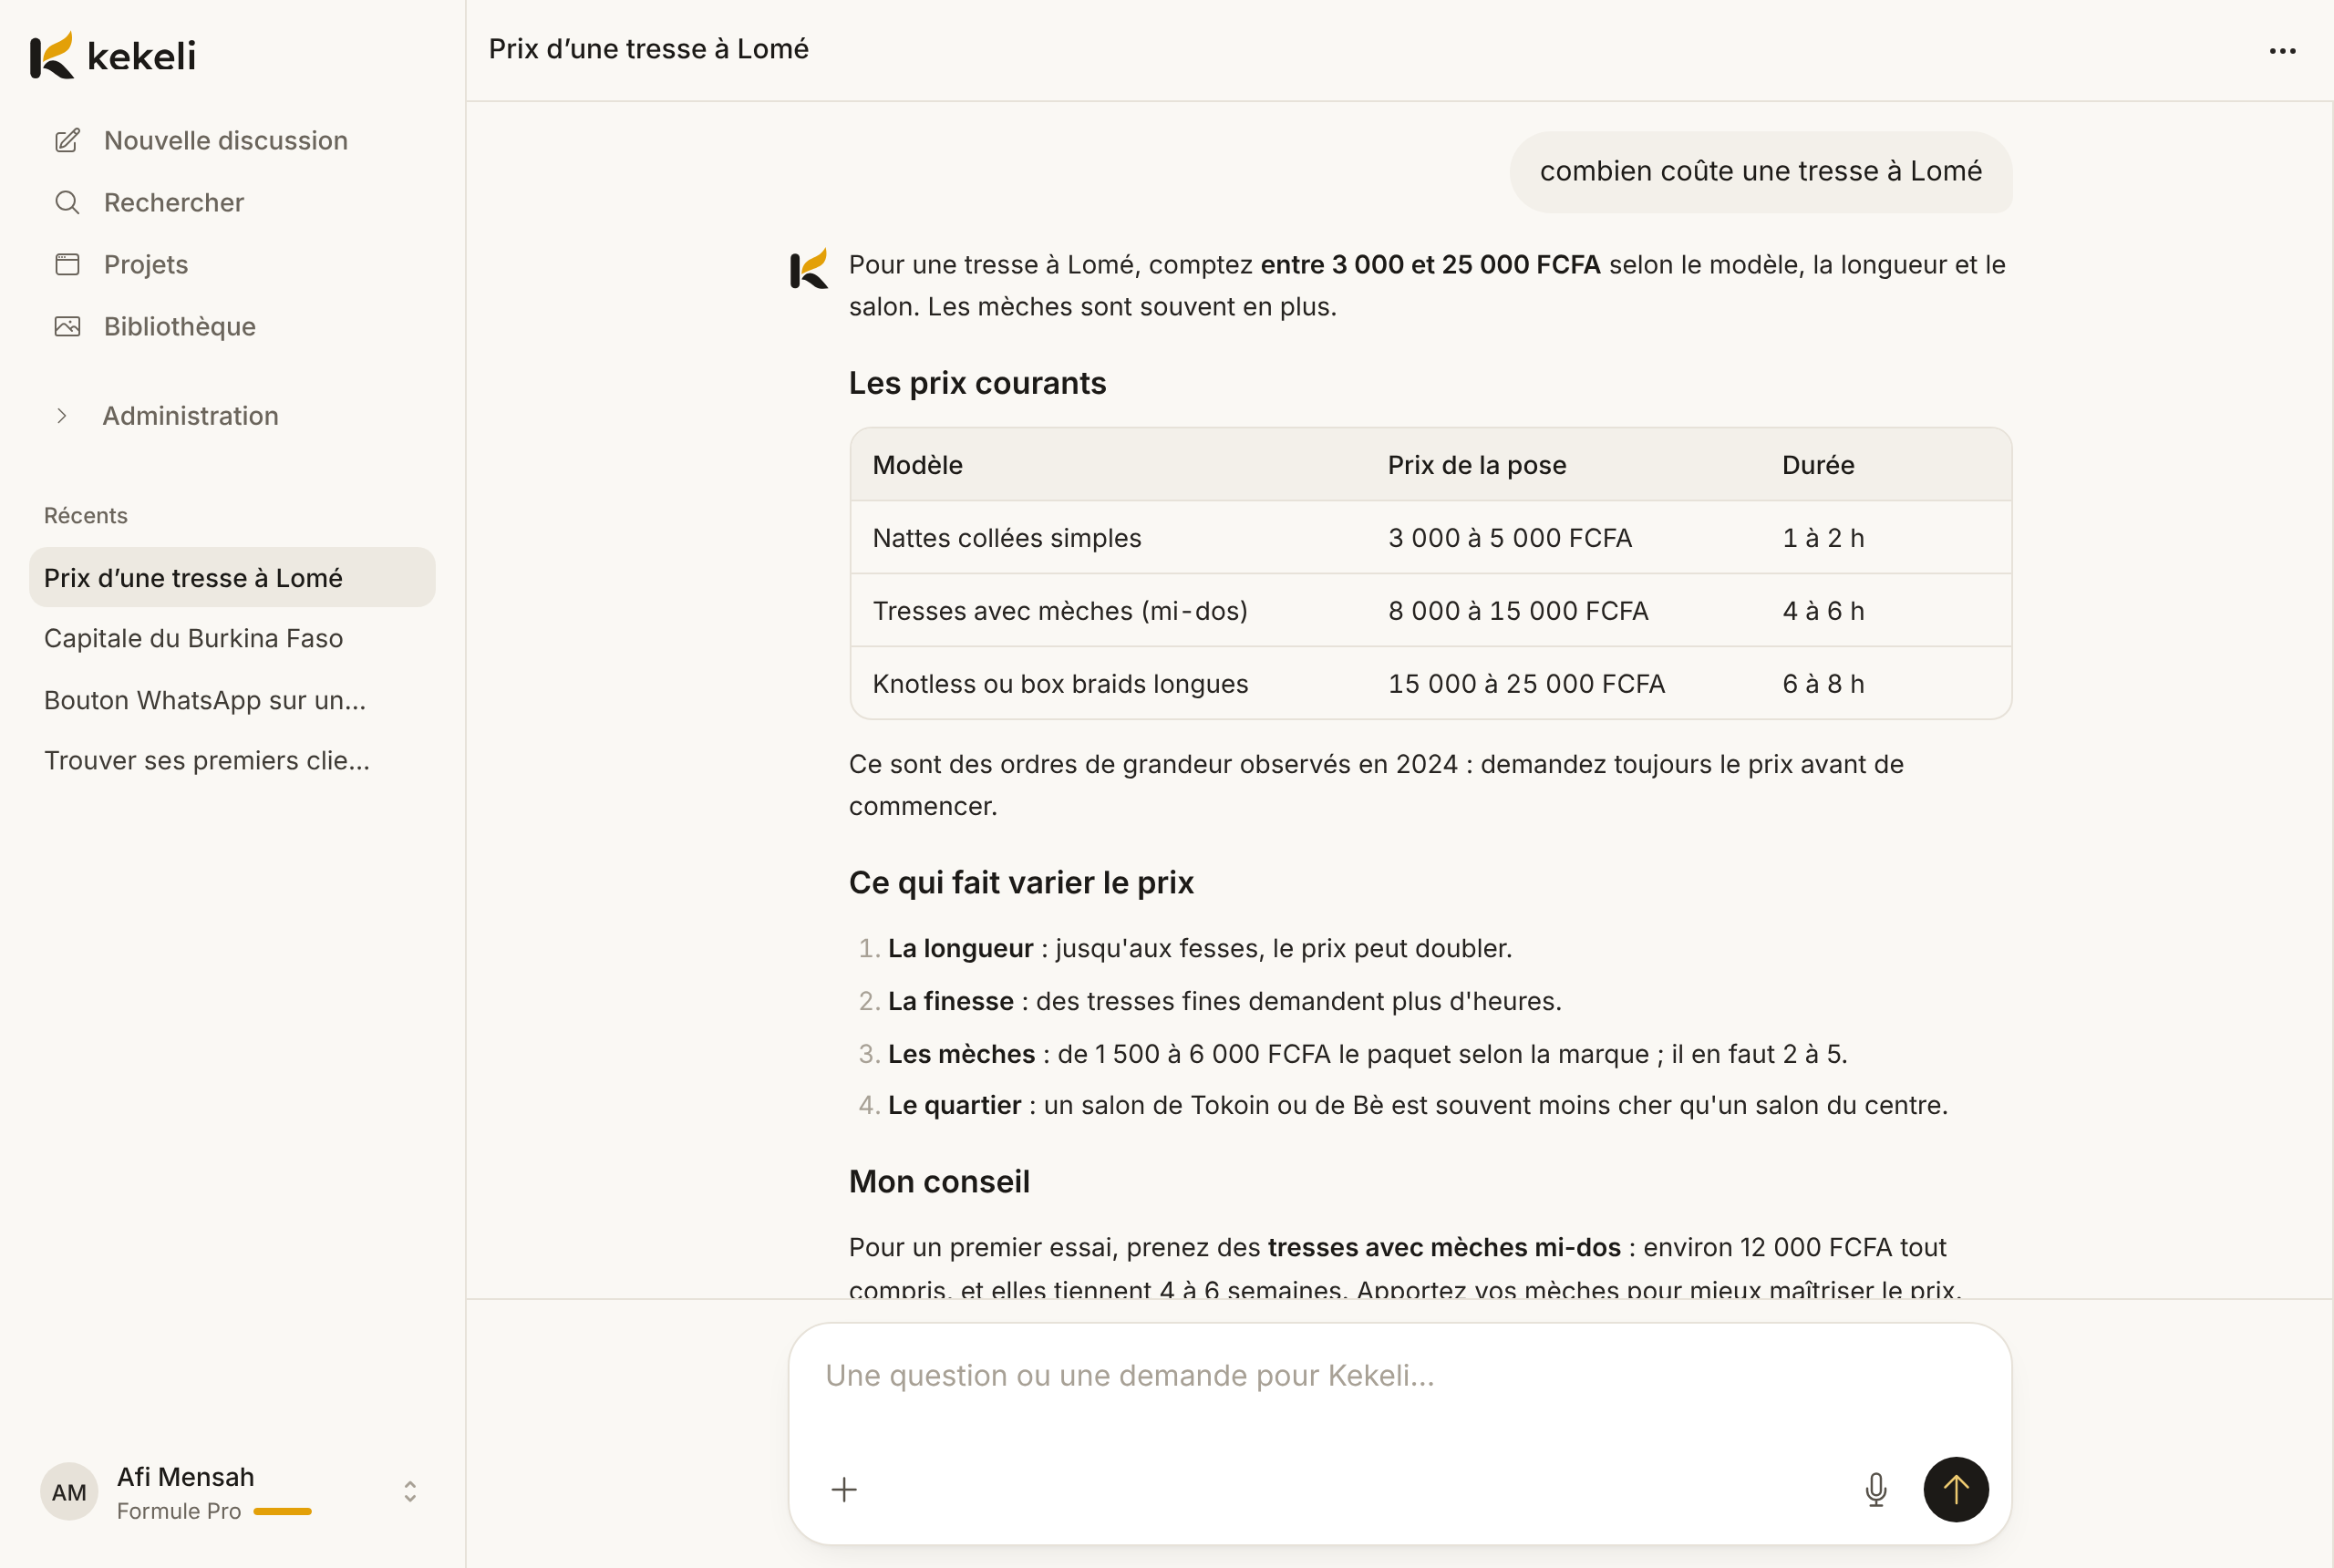 kekeli
Nouvelle discussion
Rechercher
Projets
Bibliothèque
Administration
Récents
Prix d’une tresse à Lomé
Capitale du Burkina Faso
Bouton WhatsApp sur un...
Trouver ses premiers clie...
AM
Afi Mensah
Formule Pro
Prix d’une tresse à Lomé
combien coûte une tresse à Lomé
Pour une tresse à Lomé, comptez entre 3 000 et 25 000 FCFA selon le modèle, la longueur et le
salon. Les mèches sont souvent en plus.
Les prix courants
Modèle Prix de la pose Durée
Nattes collées simples 3 000 à 5 000 FCFA 1 à 2 h
Tresses avec mèches (mi-dos) 8 000 à 15 000 FCFA 4 à 6 h
Knotless ou box braids longues 15 000 à 25 000 FCFA 6 à 8 h
Ce sont des ordres de grandeur observés en 2024 : demandez toujours le prix avant de
commencer.
Ce qui fait varier le prix
1. La longueur : jusqu'aux fesses, le prix peut doubler.
2. La finesse : des tresses fines demandent plus d'heures.
3. Les mèches : de 1 500 à 6 000 FCFA le paquet selon la marque ; il en faut 2 à 5.
4. Le quartier : un salon de Tokoin ou de Bè est souvent moins cher qu'un salon du centre.
Mon conseil
Pour un premier essai, prenez des tresses avec mèches mi-dos : environ 12 000 FCFA tout
compris, et elles tiennent 4 à 6 semaines. Apportez vos mèches pour mieux maîtriser le prix.
Une question ou une demande pour Kekeli...